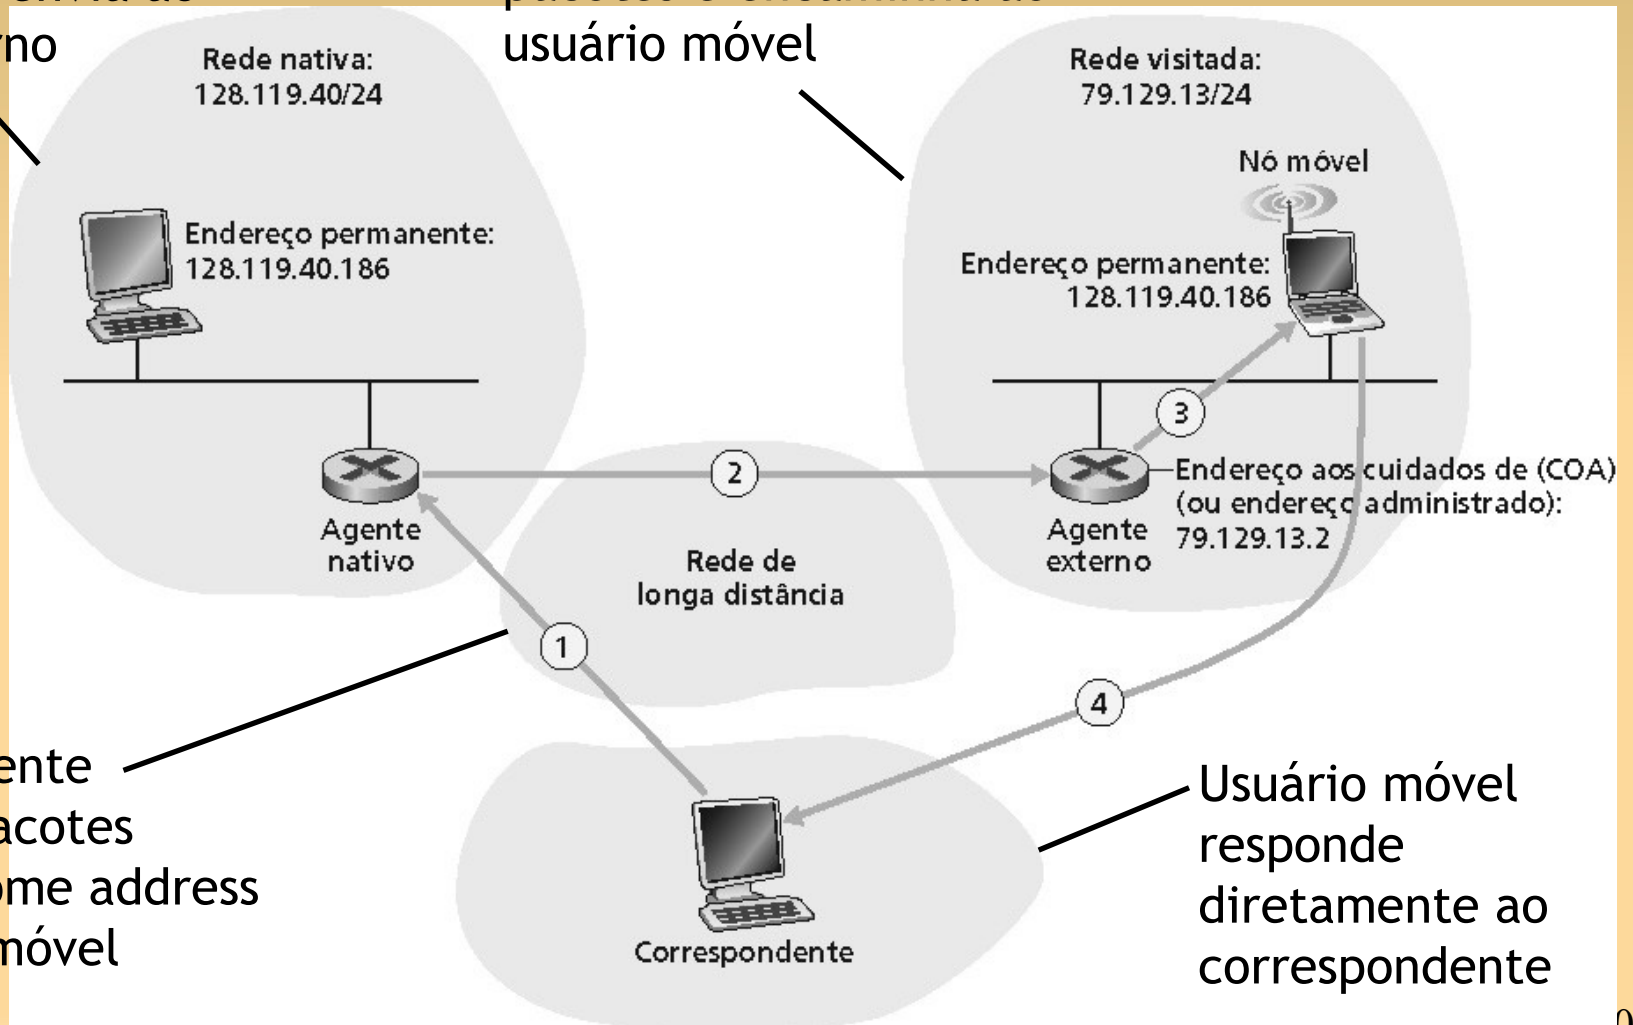 rno
usuário móvel
Rede nativa:
128.119.40/24
Rede visitada:
79.129.13/24
Nó móvel
Endereço permanente:
128.119.40.186
Endereço permanente:
128.119.40.186
3
2
Endereço aos cuidados de (COA)
(ou endereço administrado):
79.129.13.2
Agente
nativo
Agente
externo
Rede de
longa distância
1
4
ente
acotes
ome address
móvel
Usuário móvel
responde
diretamente ao
correspondente
Correspondente